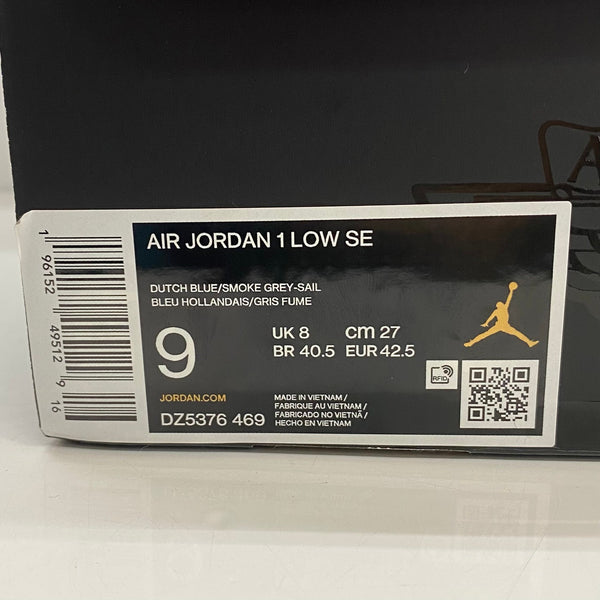 AIR JORDAN 1 LOW SE
DUTCH BLUE/SMOKE GREY-SAIL
BLEU HOLLANDAIS/GRIS FUME
9
UK 8 cm 27
BR 40.5 EUR 42.5
RFID
JORDAN.COM
DZ5376 469
MADE IN VIETNAM /
FABRIQUE AU VIETNAM /
FABRICADO NO VIETNÃ /
HECHO EN VIETNAM
1 96152 49512 9 16